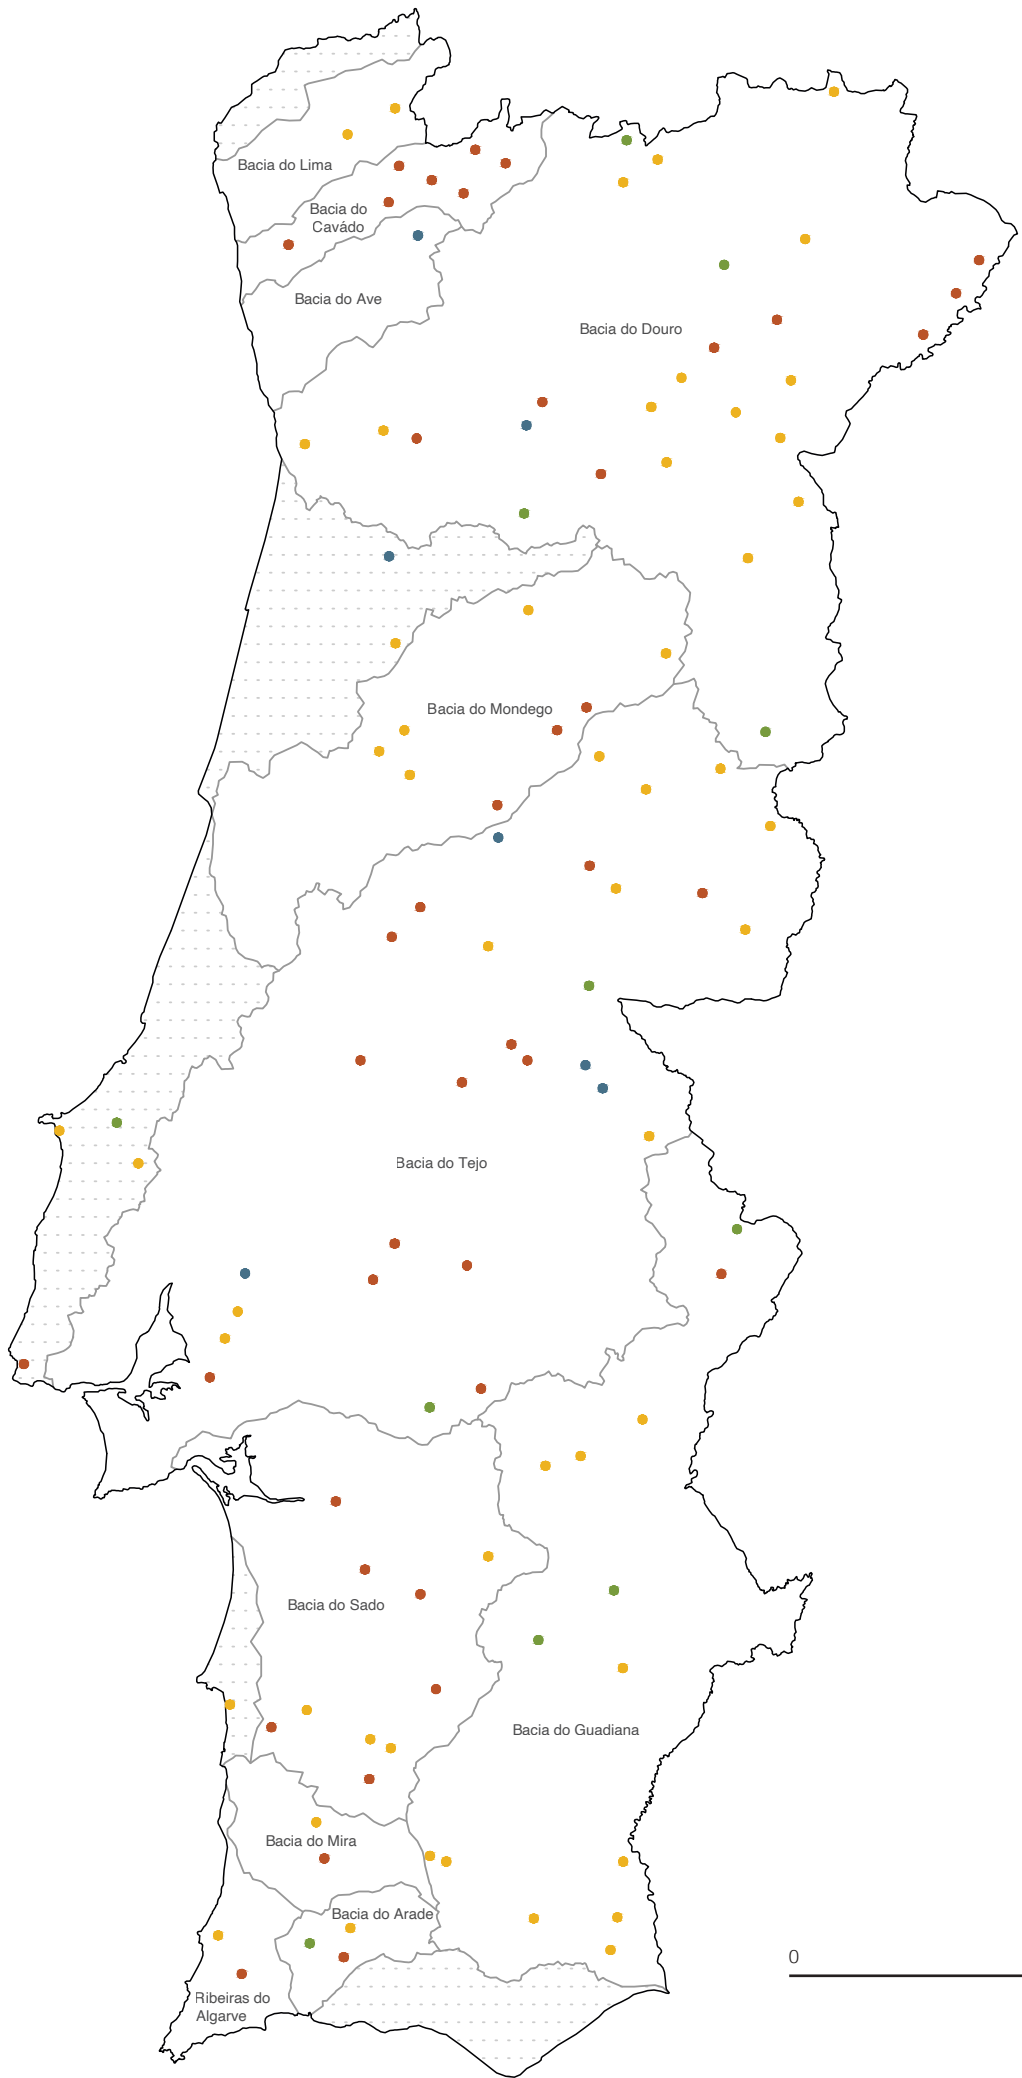 Bacia do Lima
Bacia do
Cavádo
Bacia do Ave
Bacia do Douro
Bacia do Mondego
Bacia do Tejo
Bacia do Sado
Bacia do Guadiana
Bacia do Mira
Bacia do Arade
0
Ribeiras do
Algarve